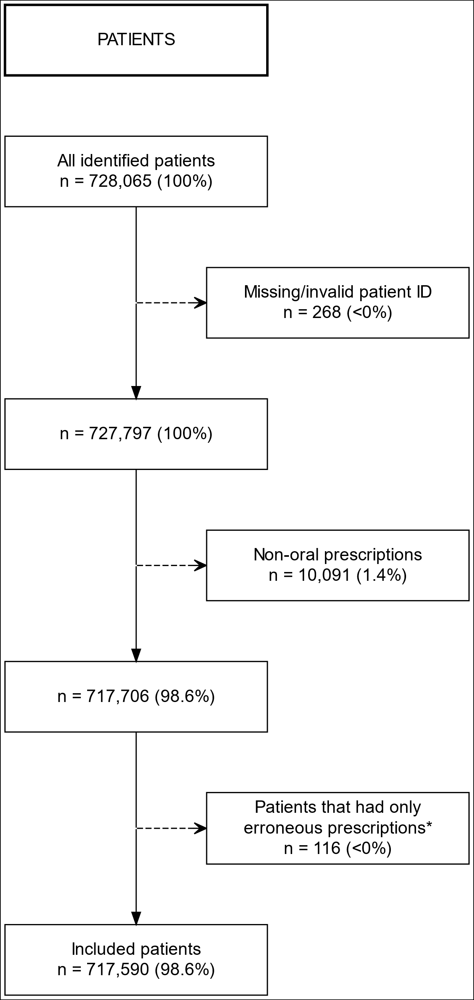 PATIENTS
All identified patients
n = 728,065 (100%)
Missing/invalid patient ID
n = 268 (<0%)
n = 727,797 (100%)
Non-oral prescriptions
n = 10,091 (1.4%)
n = 717,706 (98.6%)
Patients that had only
erroneous prescriptions*
n = 116 (<0%)
Included patients
n = 717,590 (98.6%)